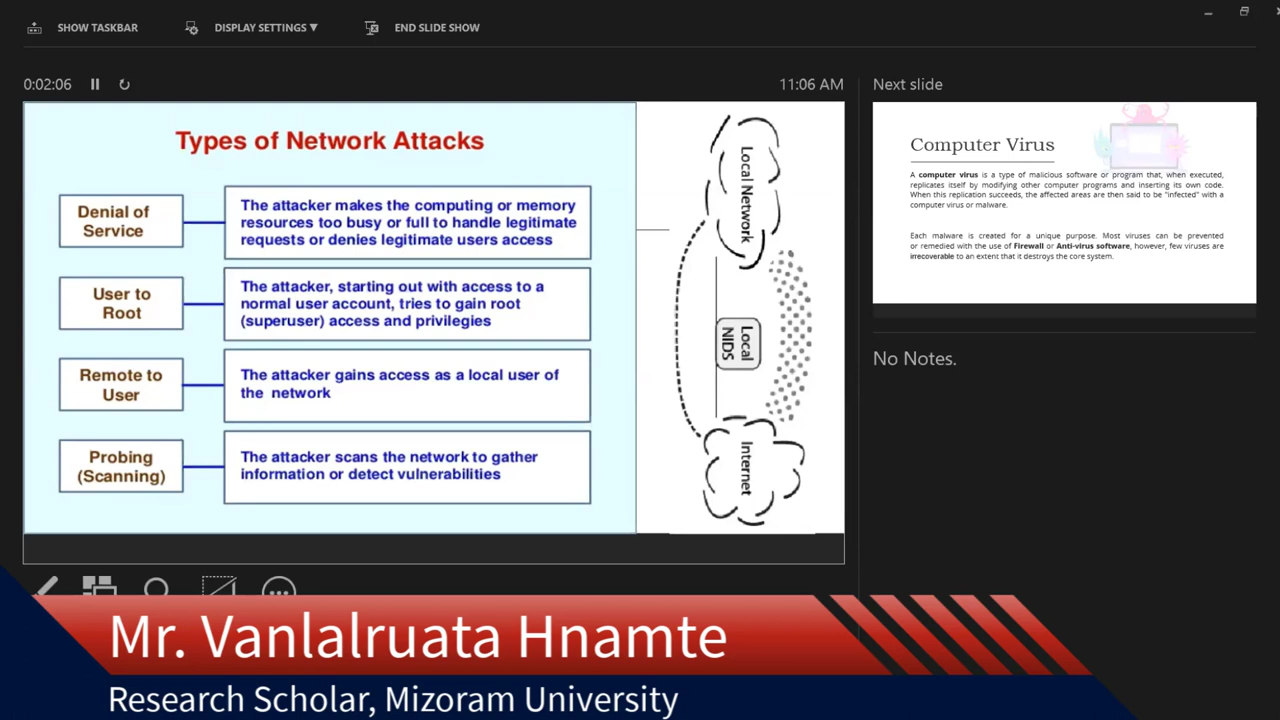 SHOW TASKBAR
DISPLAY SETTINGS ▼
END SLIDE SHOW
0:02:06
11:06 AM
Types of Network Attacks
Denial of
Service
The attacker makes the computing or memory
resources too busy or full to handle legitimate
requests or denies legitimate users access
User to
Root
The attacker, starting out with access to a
normal user account, tries to gain root
(superuser) access and privilegies
Remote to
User
The attacker gains access as a local user of
the network
Probing
(Scanning)
The attacker scans the network to gather
information or detect vulnerabilities
Local Network
Local
NIDS
Internet
Next slide
Computer Virus
A computer virus is a type of malicious software or program that, when executed,
replicates itself by modifying other computer programs and inserting its own code.
When this replication succeeds, the affected areas are then said to be "infected" with a
computer virus or malware.
Each malware is created for a unique purpose. Most viruses can be prevented
or remedied with the use of Firewall or Anti-virus software, however, few viruses are
irrecoverable to an extent that it destroys the core system.
No Notes.
Mr. Vanlalruata Hnamte
Research Scholar, Mizoram University